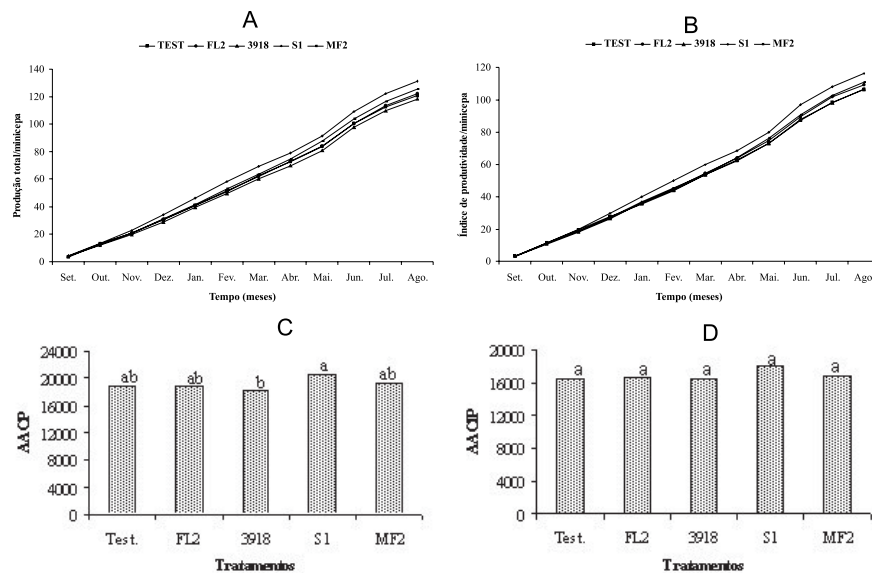 A
TEST FL2 3918 S1 MF2
Produção total/minicepa
140
120
100
80
60
40
20
0
Set. Out. Nov. Dez. Jan. Fev. Mar. Abr. Mai. Jun. Jul. Ago.
Tempo (meses)
B
TEST FL2 3918 S1 MF2
Índice de produtividade/minicepa
120
100
80
60
40
20
0
Set. Out. Nov. Dez. Jan. Fev. Mar. Abr. Mai. Jun. Jul. Ago.
Tempo (meses)
C
AACP
24000
20000
16000
12000
8000
4000
0
ab ab b a ab
Test. FL2 3918 S1 MF2
Tratamentos
D
AACIP
20000
16000
12000
8000
4000
0
a a a a a
Test. FL2 3918 S1 MF2
Tratamentos